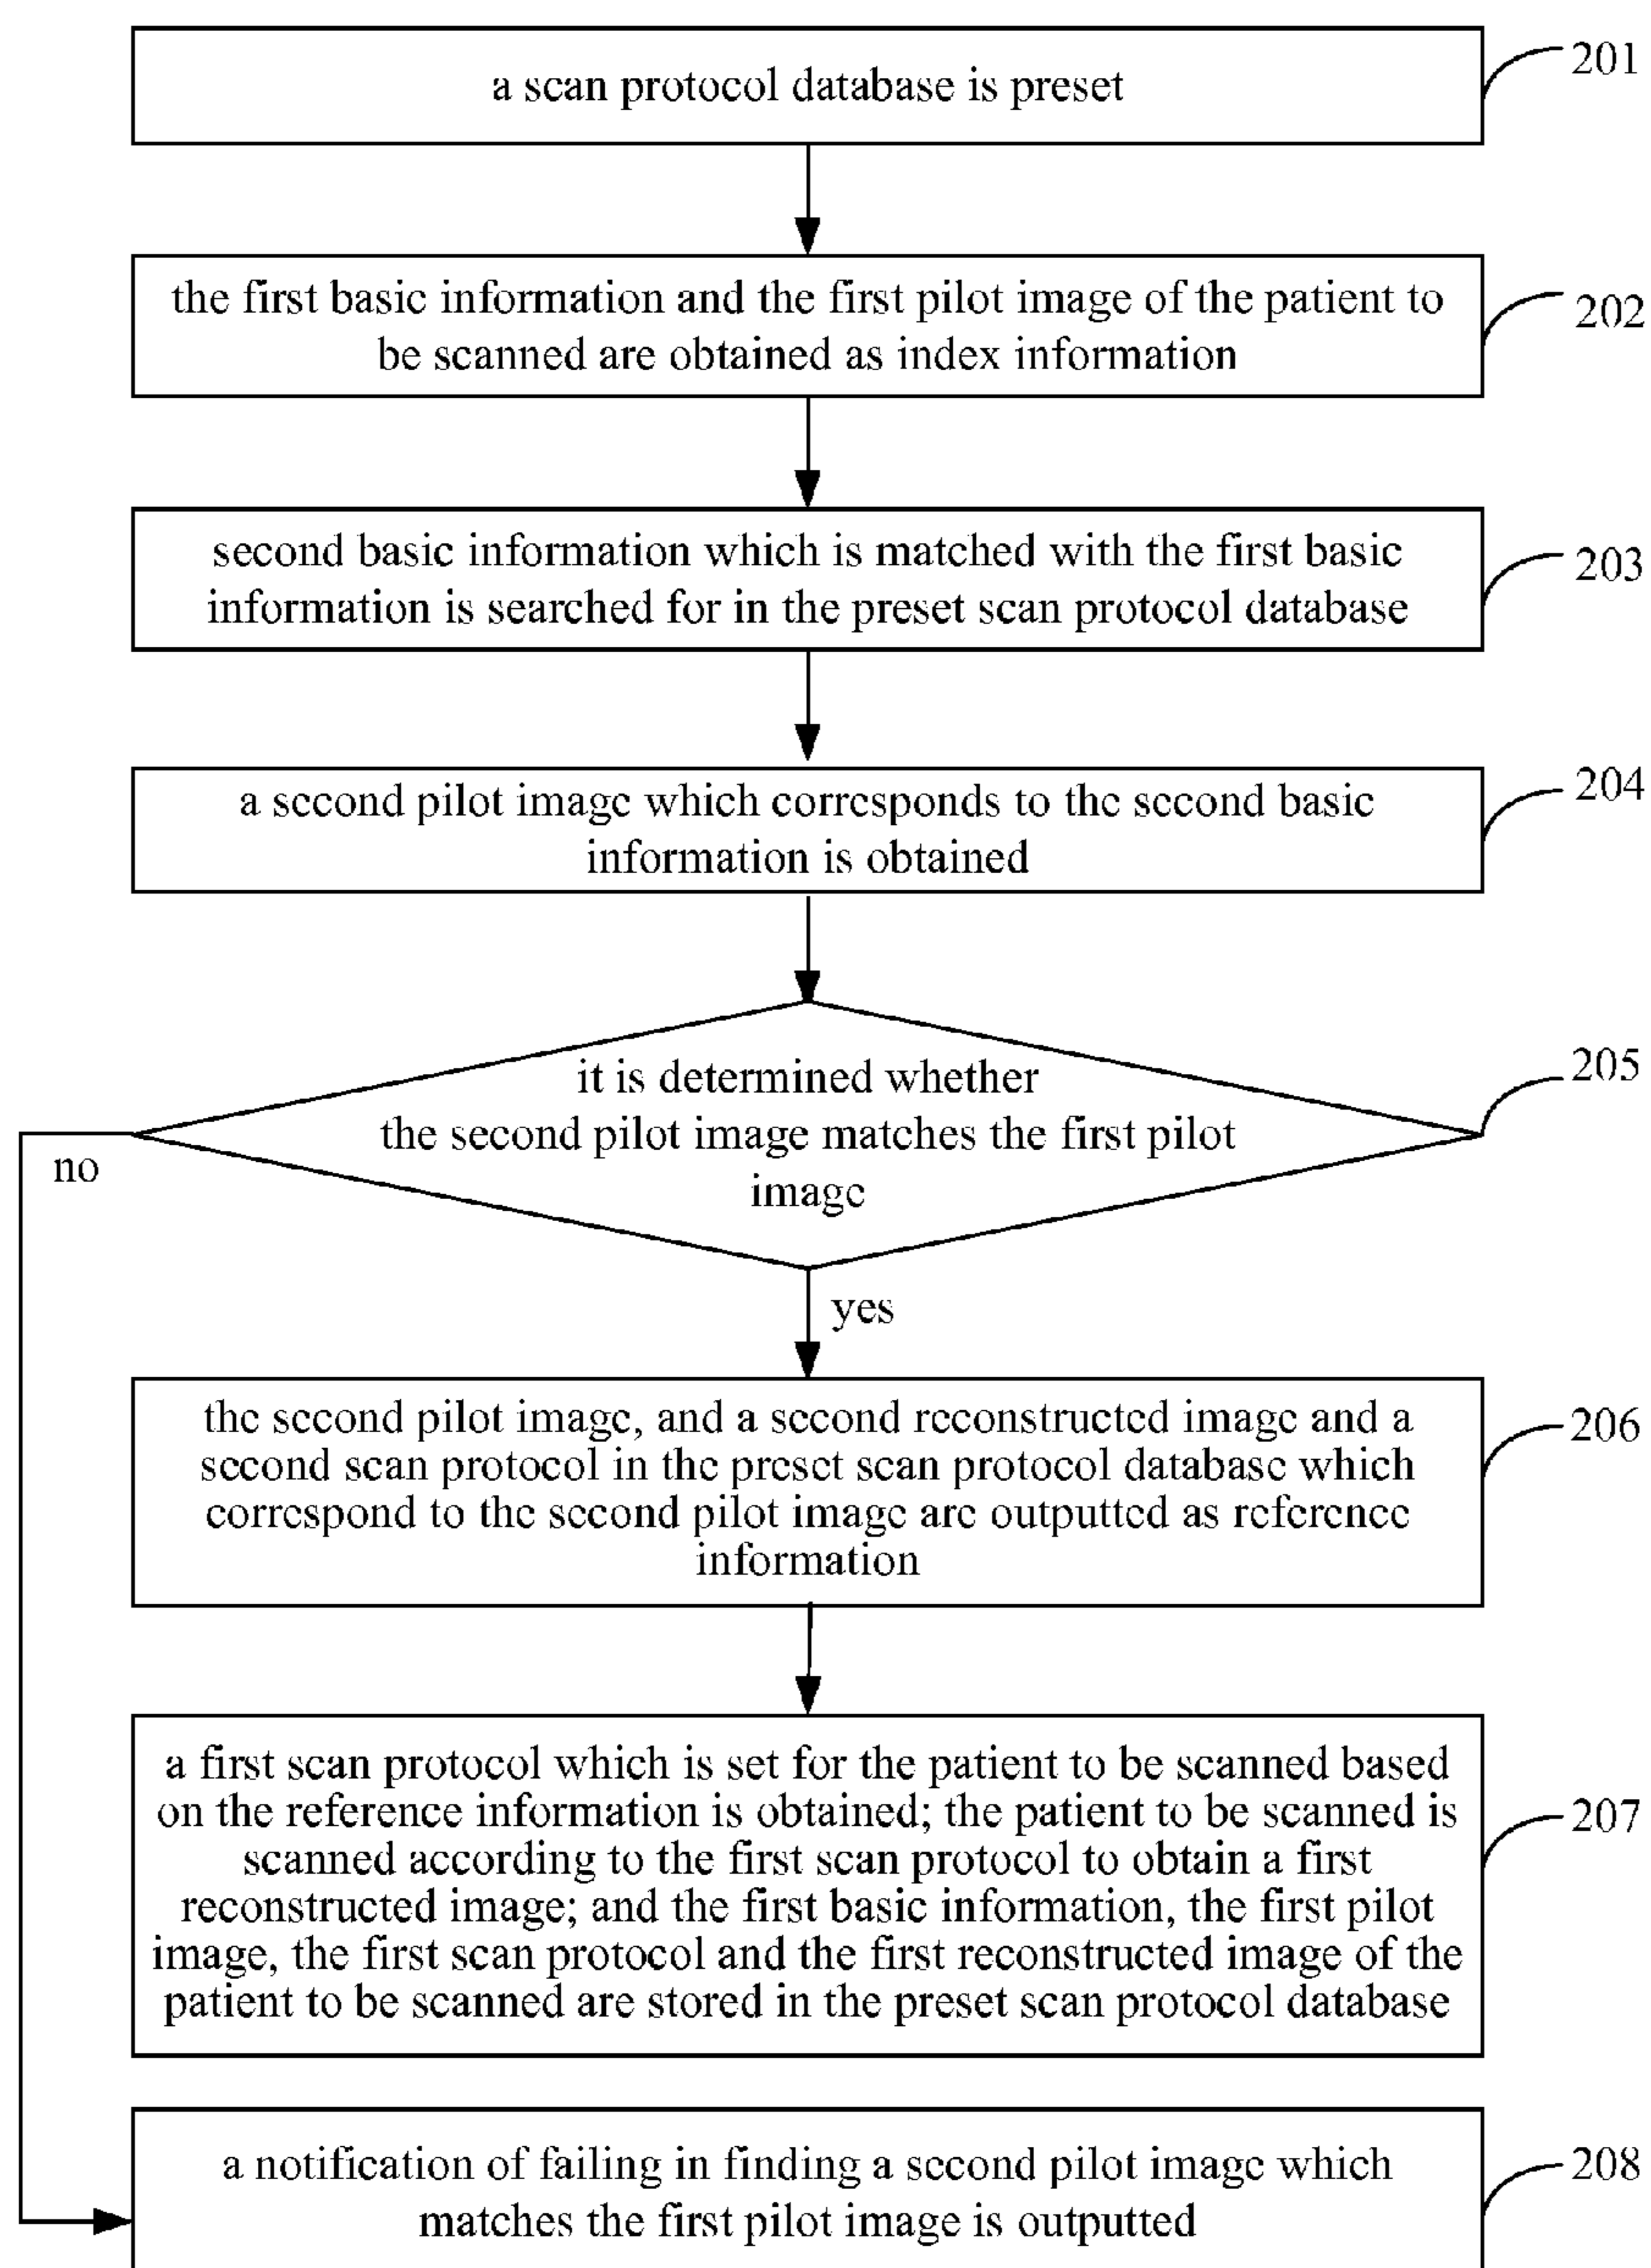 a scan protocol database is preset
201
the first basic information and the first pilot image of the patient to
be scanned are obtained as index information
202
second basic information which is matched with the first basic
information is searched for in the preset scan protocol database
203
a second pilot image which corresponds to the second basic
information is obtained
204
it is determined whether
the second pilot image matches the first pilot
image
205
no
yes
the second pilot image, and a second reconstructed image and a
second scan protocol in the preset scan protocol database which
correspond to the second pilot image are outputted as reference
information
206
a first scan protocol which is set for the patient to be scanned based
on the reference information is obtained; the patient to be scanned is
scanned according to the first scan protocol to obtain a first
reconstructed image; and the first basic information, the first pilot
image, the first scan protocol and the first reconstructed image of the
patient to be scanned are stored in the preset scan protocol database
207
a notification of failing in finding a second pilot image which
matches the first pilot image is outputted
208